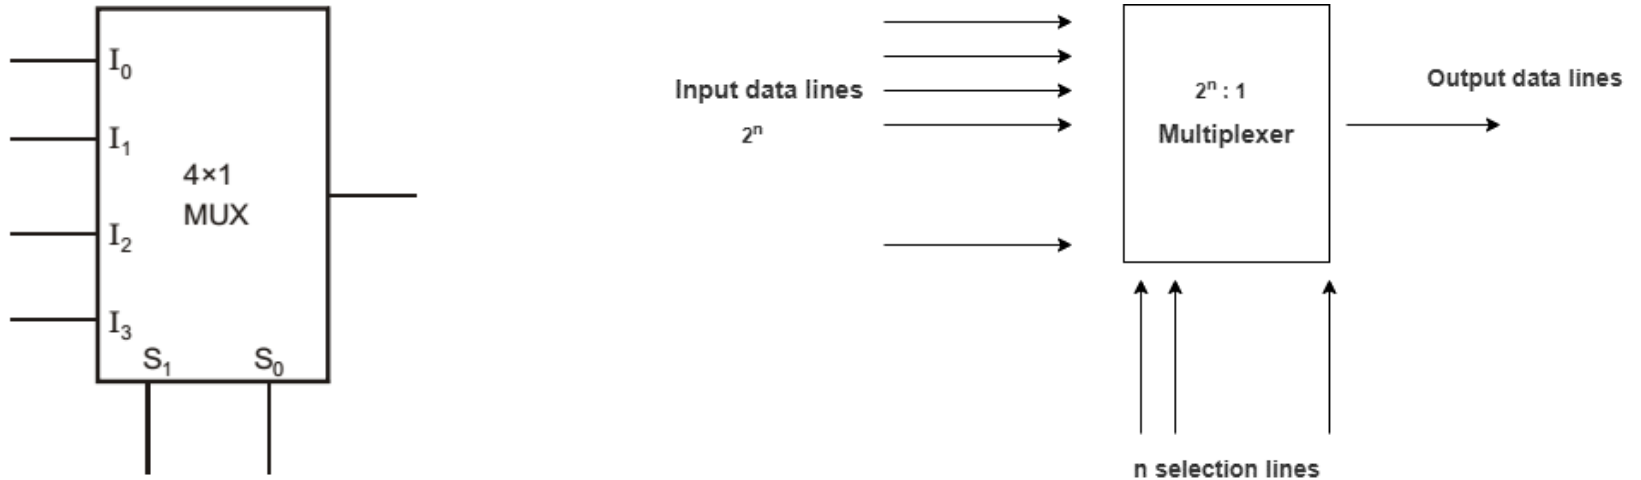 I₀
I₁
4×1
MUX
I₂
I₃
S₁ S₀
Input data lines
2ⁿ
2ⁿ : 1
Multiplexer
Output data lines
n selection lines